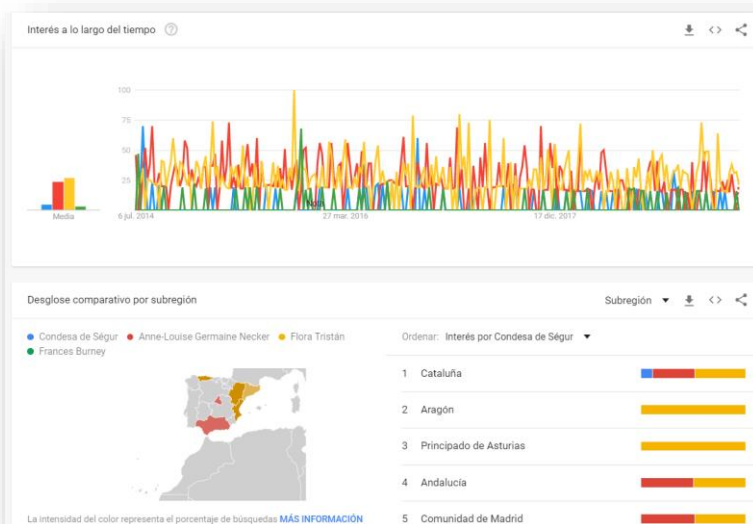 Interés a lo largo del tiempo
100
75
50
25
Media
6 jul. 2014
27 mar. 2016
17 dic. 2017
Nota
Desglose comparativo por subregión
Subregión
Condesa de Ségur
Anne-Louise Germaine Necker
Flora Tristán
Frances Burney
Ordenar: Interés por Condesa de Ségur
1 Cataluña
2 Aragón
3 Principado de Asturias
4 Andalucía
5 Comunidad de Madrid
La intensidad del color representa el porcentaje de búsquedas MÁS INFORMACIÓN